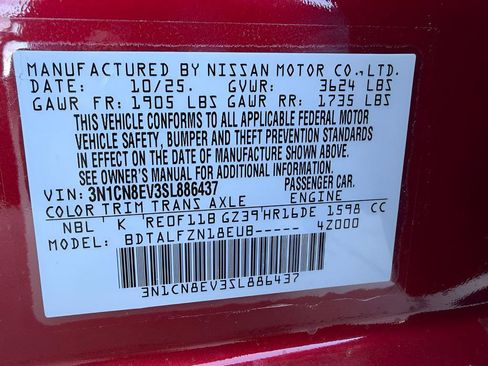 MANUFACTURED BY NISSAN MOTOR CO., LTD.
DATE: 10/25. GVWR: 3624 LBS
GAWR FR: 1905 LBS GAWR RR: 1735 LBS
THIS VEHICLE CONFORMS TO ALL APPLICABLE FEDERAL MOTOR
VEHICLE SAFETY, BUMPER AND THEFT PREVENTION STANDARDS
IN EFFECT ON THE DATE OF MANUFACTURE SHOWN ABOVE.
SEE OWNER'S MANUAL FOR ADDITIONAL INFORMATION.
VIN: 3N1CN8EV3SL886437 PASSENGER CAR
COLOR TRIM TRANS AXLE ENGINE
NBL K RE0F11B GZ39 HR16DE 1598 CC
BDTALFZN18EUB----- 4Z000
3N1CN8EV3SL886437